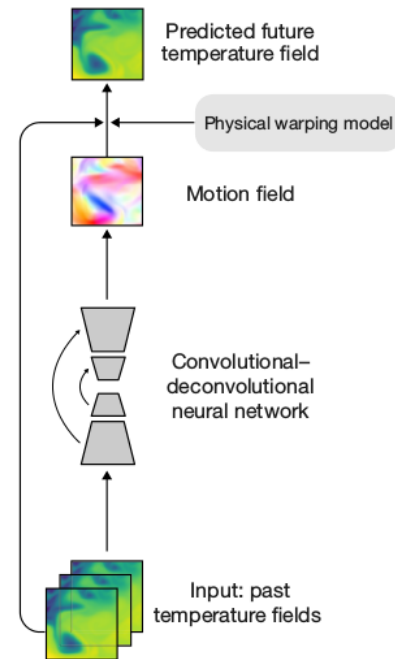 Predicted future
temperature field
Physical warping model
Motion field
Convolutional–
deconvolutional
neural network
Input: past
temperature fields